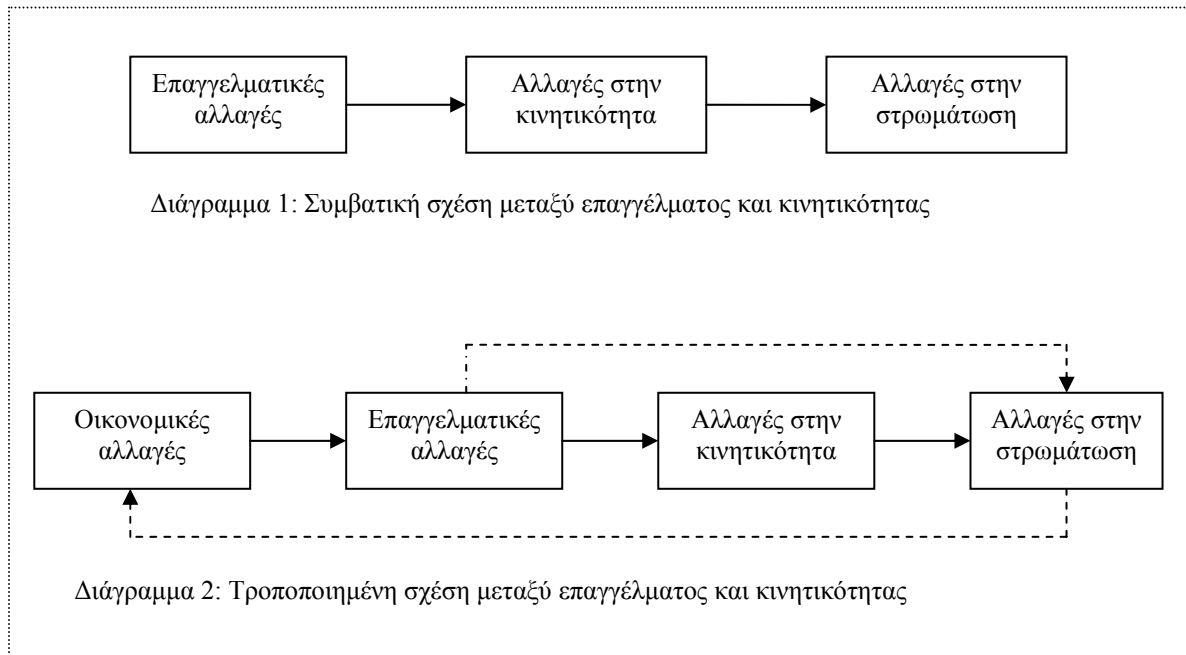 Επαγγελματικές
αλλαγές
Αλλαγές στην
κινητικότητα
Αλλαγές στην
στρωμάτωση
Διάγραμμα 1: Συμβατική σχέση μεταξύ επαγγέλματος και κινητικότητας
Οικονομικές
αλλαγές
Επαγγελματικές
αλλαγές
Αλλαγές στην
κινητικότητα
Αλλαγές στην
στρωμάτωση
Διάγραμμα 2: Τροποποιημένη σχέση μεταξύ επαγγέλματος και κινητικότητας